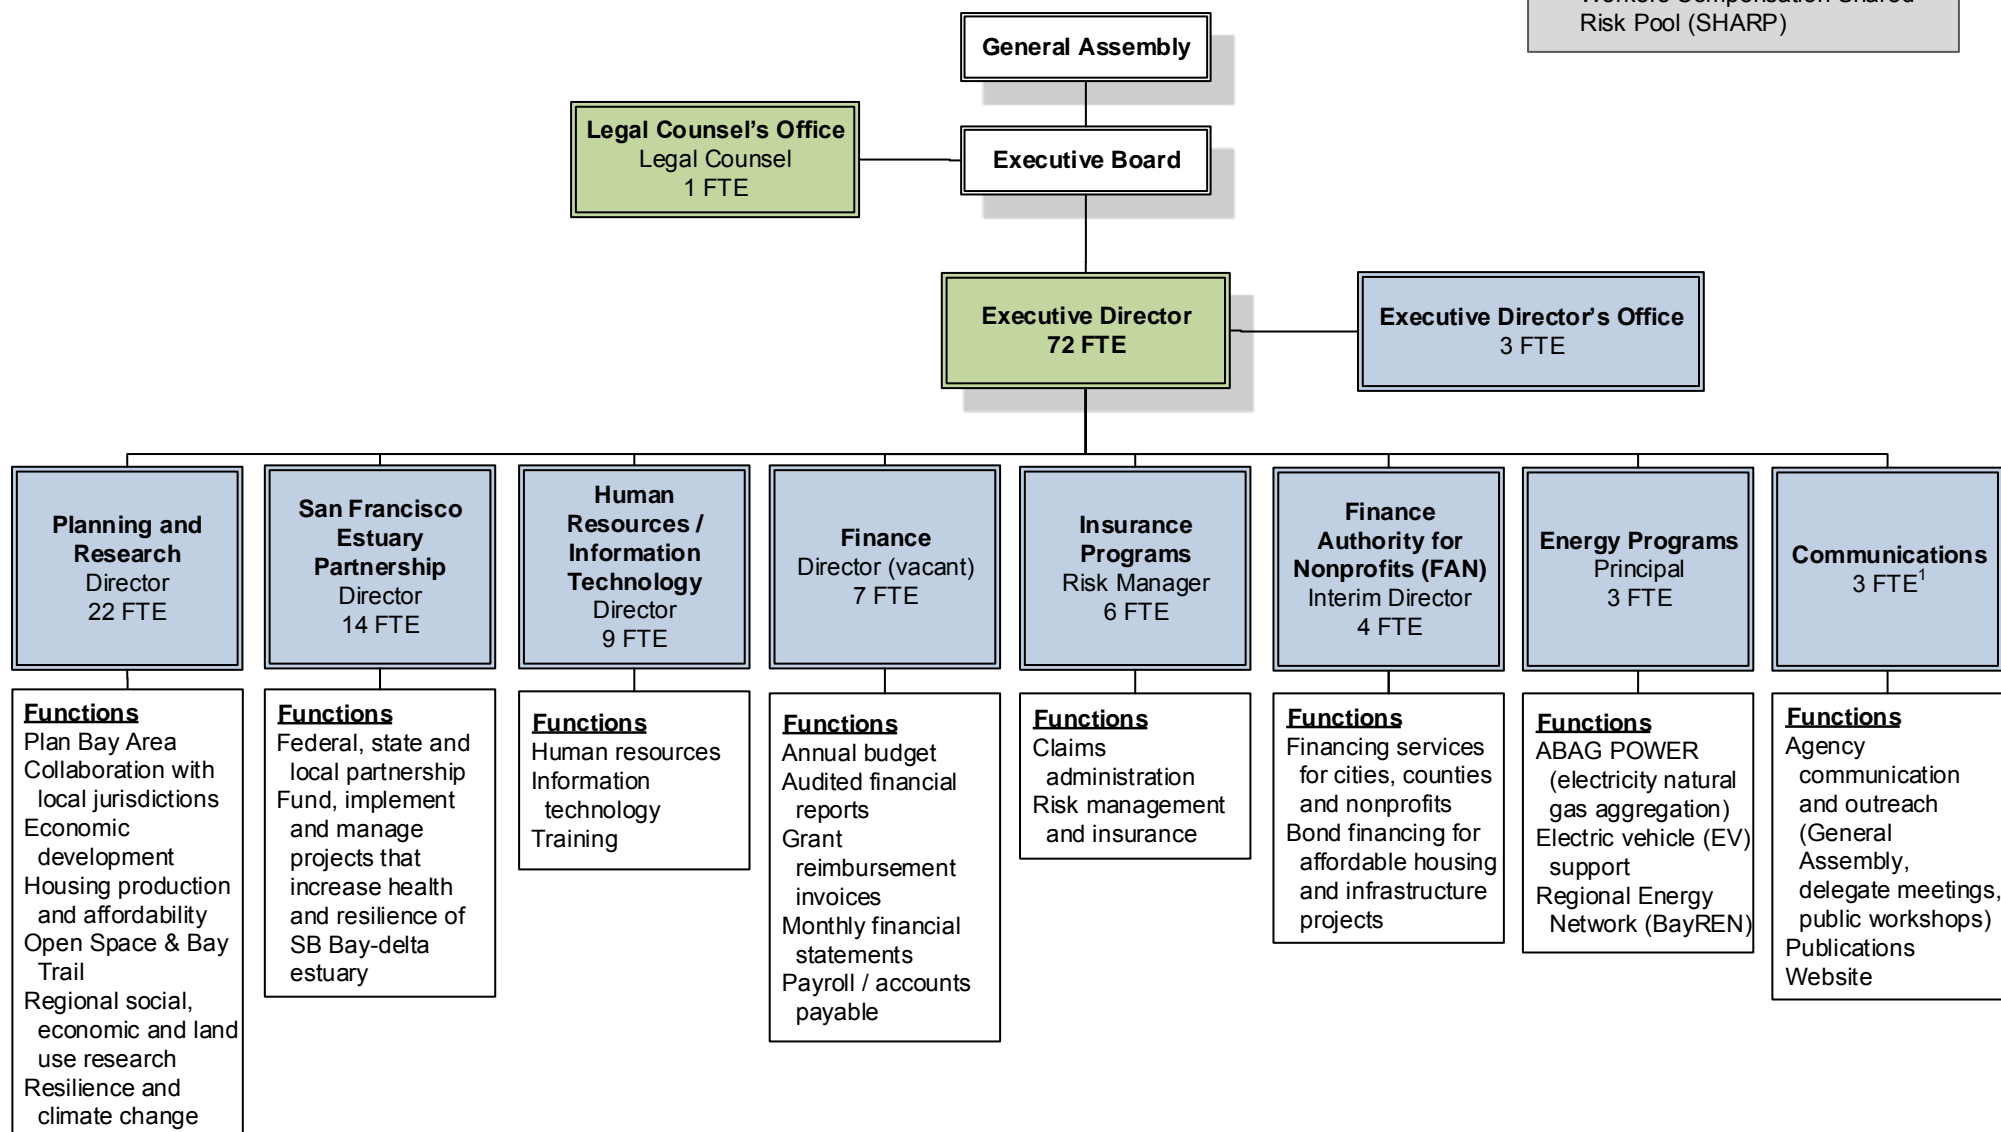 Risk Pool (SHARP)
General Assembly
Legal Counsel's Office
Legal Counsel
1 FTE
Executive Board
Executive Director
72 FTE
Executive Director's Office
3 FTE
Planning and
Research
Director
22 FTE
San Francisco
Estuary
Partnership
Director
14 FTE
Human
Resources /
Information
Technology
Director
9 FTE
Finance
Director (vacant)
7 FTE
Insurance
Programs
Risk Manager
6 FTE
Finance
Authority for
Nonprofits (FAN)
Interim Director
4 FTE
Energy Programs
Principal
3 FTE
Communications
3 FTE1
Functions
Plan Bay Area
Collaboration with
local jurisdictions
Economic
development
Housing production
and affordability
Open Space & Bay
Trail
Regional social,
economic and land
use research
Resilience and
climate change
Functions
Federal, state and
local partnership
Fund, implement
and manage
projects that
increase health
and resilience of
SB Bay-delta
estuary
Functions
Human resources
Information
technology
Training
Functions
Annual budget
Audited financial
reports
Grant
reimbursement
invoices
Monthly financial
statements
Payroll / accounts
payable
Functions
Claims
administration
Risk management
and insurance
Functions
Financing services
for cities, counties
and nonprofits
Bond financing for
affordable housing
and infrastructure
projects
Functions
ABAG POWER
(electricity natural
gas aggregation)
Electric vehicle (EV)
support
Regional Energy
Network (BayREN)
Functions
Agency
communication
and outreach
(General
Assembly,
delegate meetings,
public workshops)
Publications
Website